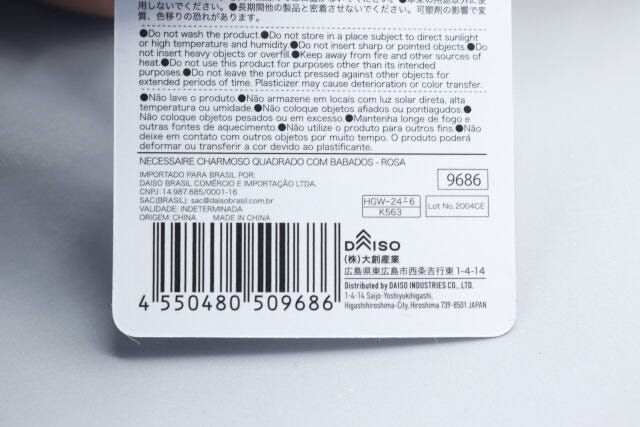 用しないでください。●長期間他の製品と密着させないでください。可塑剤の影響で変
質、色移りの恐れがあります。
●Do not wash the product.●Do not store in a place subject to direct sunlight
or high temperature and humidity.●Do not insert sharp or pointed objects.●Do
not insert heavy objects or overfill.●Keep away from fire and other sources of
heat.●Do not use this product for purposes other than its intended
purposes.●Do not leave the product pressed against other objects for
extended periods of time. Plasticizer may cause deterioration or color transfer.
●Não lave o produto.●Não armazene em locais com luz solar direta, alta
temperatura ou umidade.●Não coloque objetos afiados ou pontiagudos.●
Não coloque objetos pesados ou em excesso.●Mantenha longe de fogo e
outras fontes de aquecimento.●Não utilize o produto para outros fins.●Não
deixe em contato com outros objetos por muito tempo. O produto poderá
deformar ou transferir a cor devido ao plastificante.
NECESSAIRE CHARMOSO QUADRADO COM BABADOS - ROSA
IMPORTADO PARA BRASIL POR:
DAISO BRASIL COMÉRCIO E IMPORTAÇÃO LTDA.
CNPJ: 14.987.685/0001-16
SAC(BRASIL): sac@daisobrasil.com.br
VALIDADE: INDETERMINADA
ORIGEM:CHINA MADE IN CHINA
9686
HGW-24-6
K563
Lot No.2004CE
4 550480 509686
DAISO
(株)大創産業
広島県東広島市西条吉行東 1-4-14
Distributed by DAISO INDUSTRIES CO., LTD.
1-4-14 Saijo-Yoshiyukihigashi,
Higashihiroshima-City, Hiroshima 739-8501 JAPAN